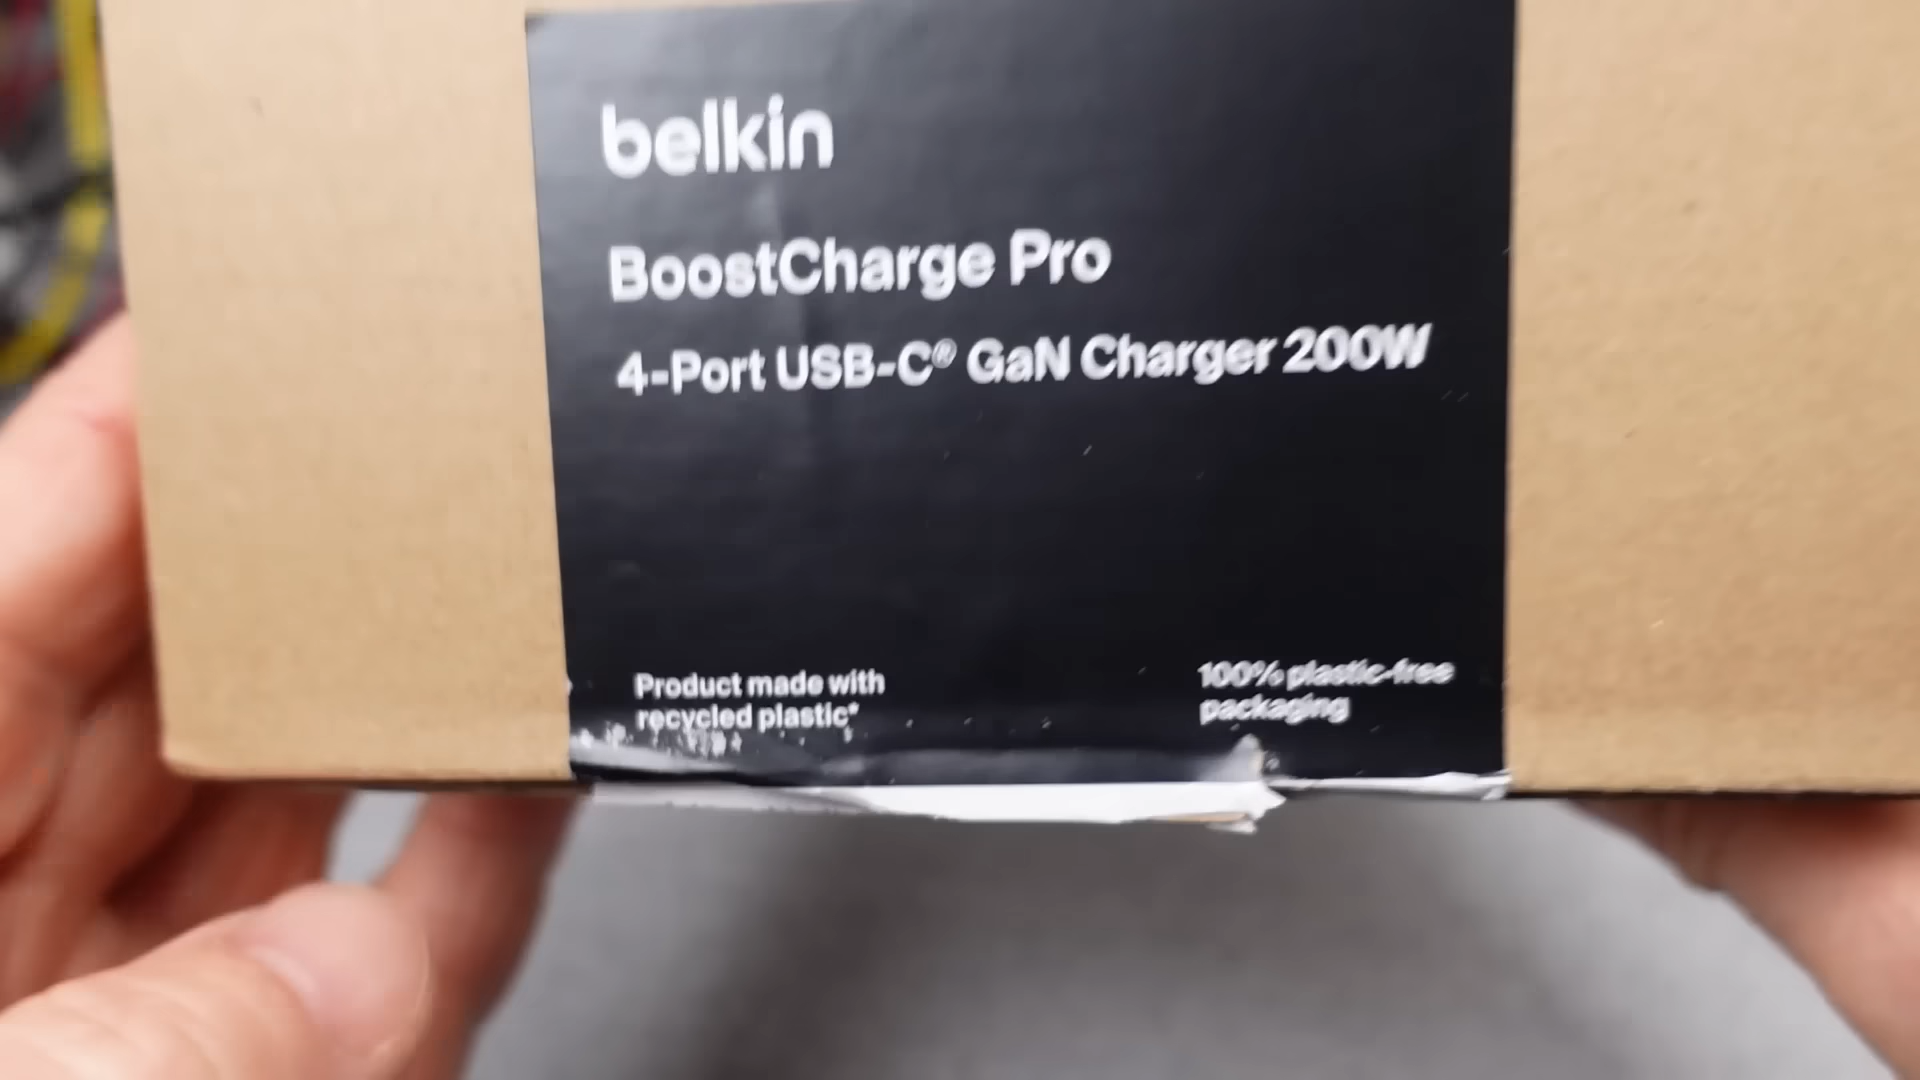 belkin
BoostCharge Pro
4-Port USB-C® GaN Charger 200W
Product made with
recycled plastic*
100% plastic-free
packaging